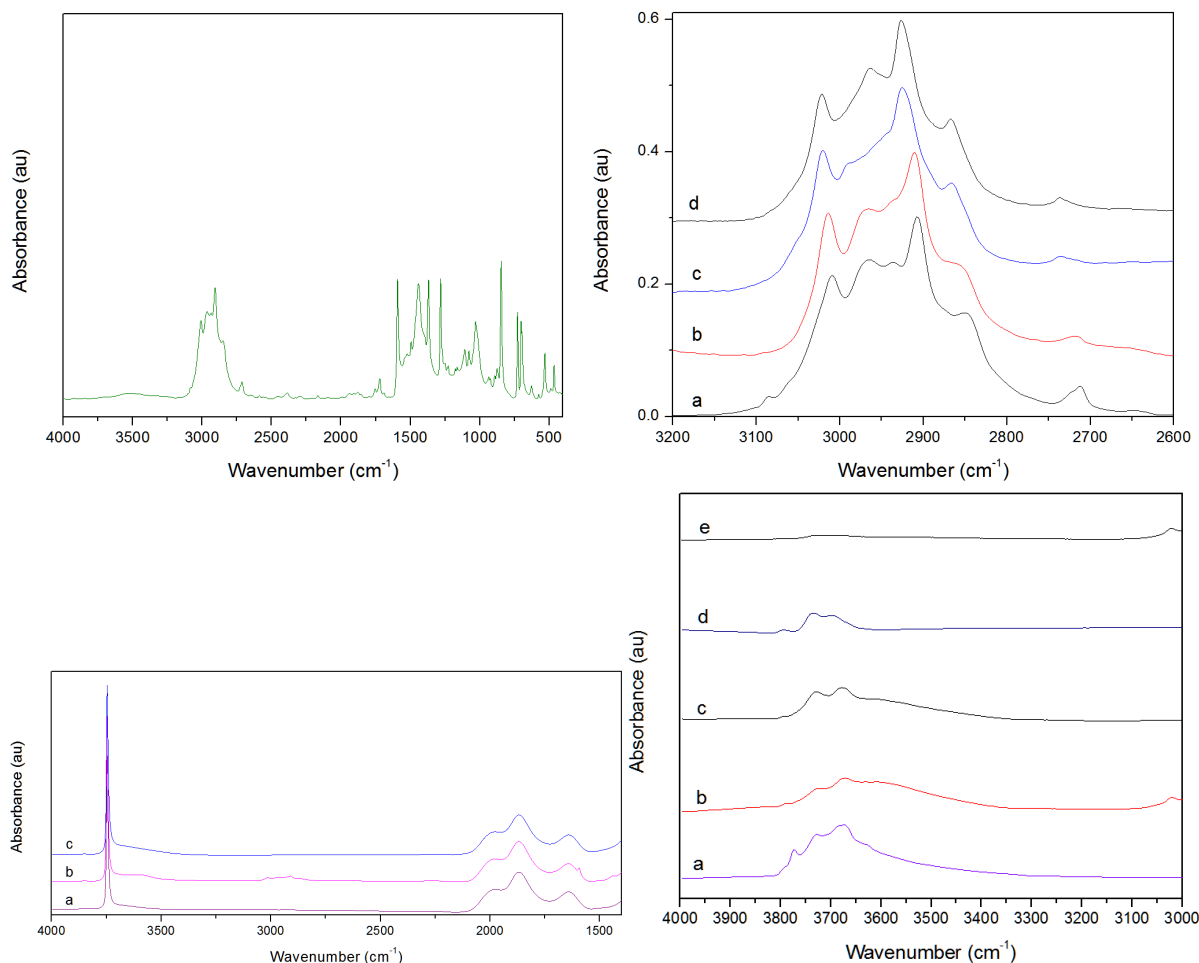 Absorbance (au)
4000 3500 3000 2500 2000 1500 1000 500
Wavenumber (cm⁻¹)
Absorbance (au)
0.6
0.4
0.2
0.0
d
c
b
a
3200 3100 3000 2900 2800 2700 2600
Wavenumber (cm⁻¹)
Absorbance (au)
c
b
a
4000 3500 3000 2500 2000 1500
Wavenumber (cm⁻¹)
Absorbance (au)
e
d
c
b
a
4000 3900 3800 3700 3600 3500 3400 3300 3200 3100 3000
Wavenumber (cm⁻¹)